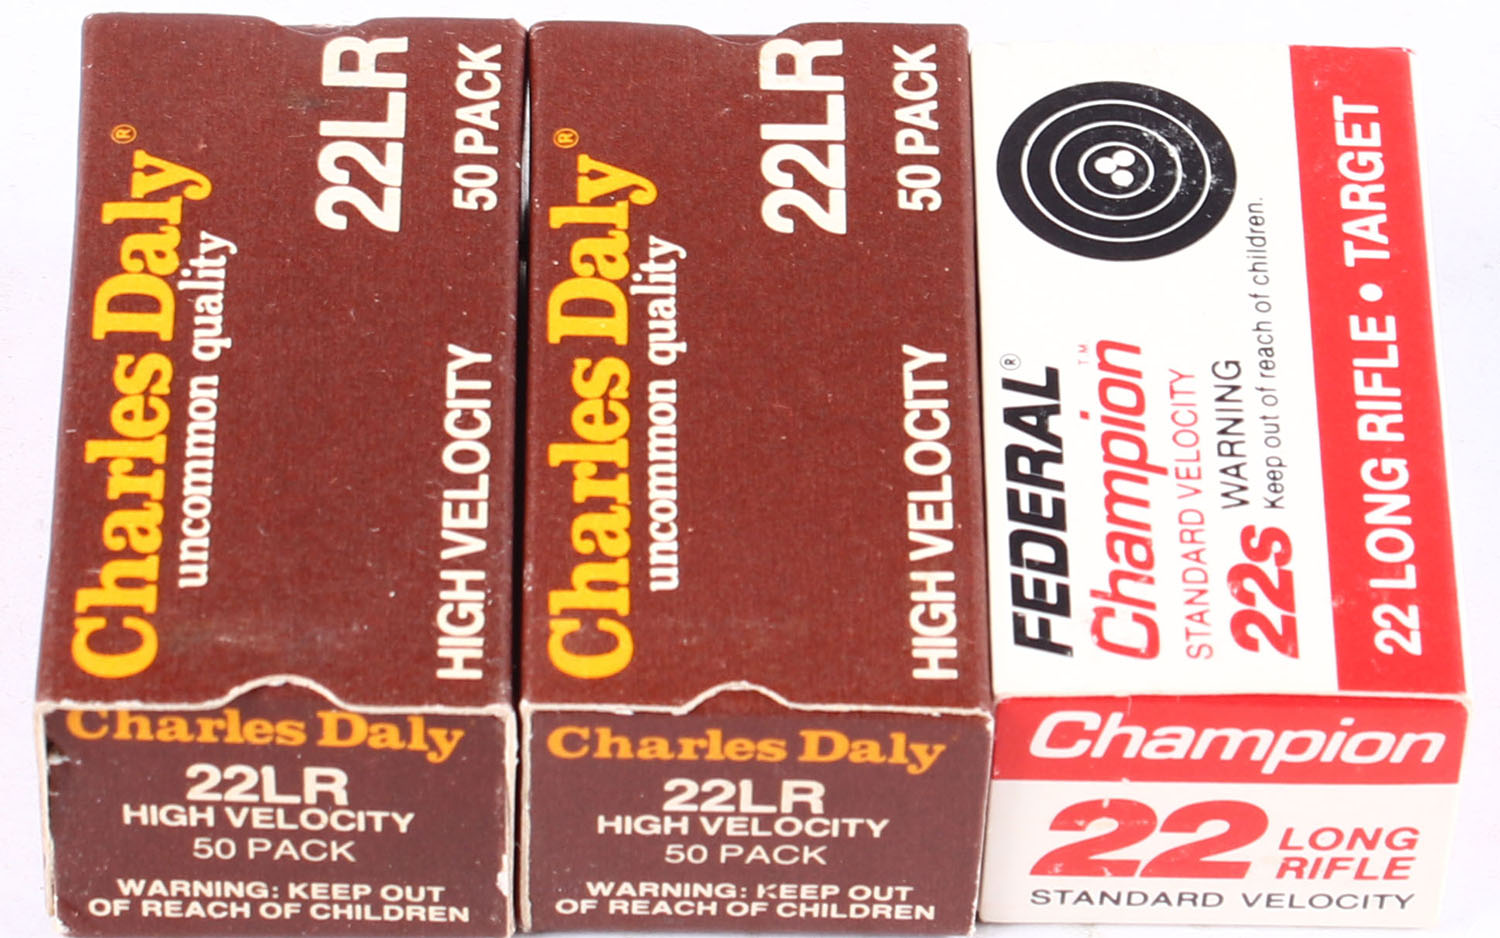 Charles Daly®
uncommon quality
22LR
HIGH VELOCITY
50 PACK
Charles Daly
22LR
HIGH VELOCITY
50 PACK
WARNING: KEEP OUT
OF REACH OF CHILDREN
Charles Daly®
uncommon quality
22LR
HIGH VELOCITY
50 PACK
Charles Daly
22LR
HIGH VELOCITY
50 PACK
WARNING: KEEP OUT
OF REACH OF CHILDREN
FEDERAL®
Champion™
STANDARD VELOCITY
22s WARNING
Keep out of reach of children.
22 LONG RIFLE • TARGET
Champion
22 LONG
RIFLE
STANDARD VELOCITY